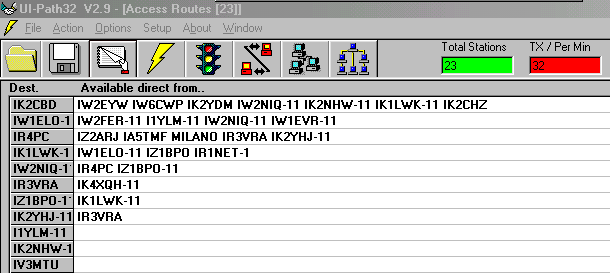 UI-Path32 V2.9 - [Access Routes [23]]
File Action Options Setup About Window
Total Stations TX / Per Min
23 32
Dest. Available direct from..
IK2CBD IW2EYW IW6CWP IK2YDM IW2NIQ-11 IK2NHW-11 IK1LWK-11 IK2CHZ
IW1ELO-1 IW2FER-11 I1YLM-11 IW2NIQ-11 IW1EVR-11
IR4PC IZ2ARJ IA5TMF MILANO IR3VRA IK2YHJ-11
IK1LWK-1 IW1ELO-11 IZ1BPO IR1NET-1
IW2NIQ-1 IR4PC IZ1BPO-11
IR3VRA IK4XQH-11
IZ1BPO-1 IK1LWK-11
IK2YHJ-11 IR3VRA
I1YLM-11
IK2NHW-1
IV3MTU